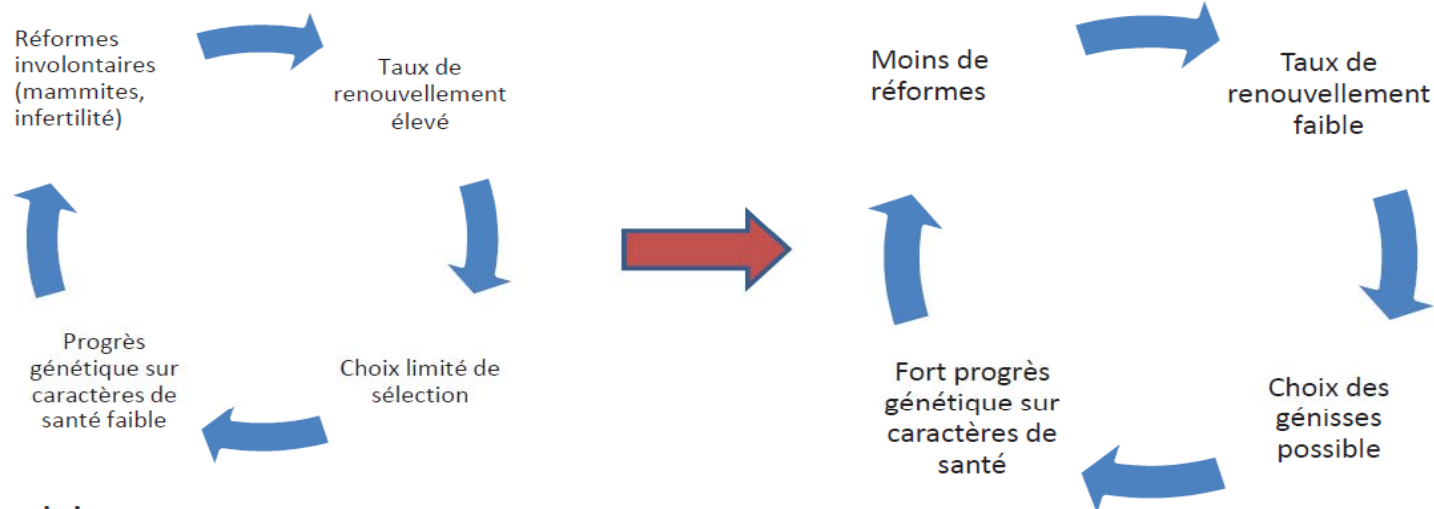 Réformes
involontaires
(mammites,
infertilité)
Taux de
renouvellement
élevé
Choix limité de
sélection
Progrès
génétique sur
caractères de
santé faible
Moins de
réformes
Taux de
renouvellement
faible
Choix des
génisses
possible
Fort progrès
génétique sur
caractères de
santé